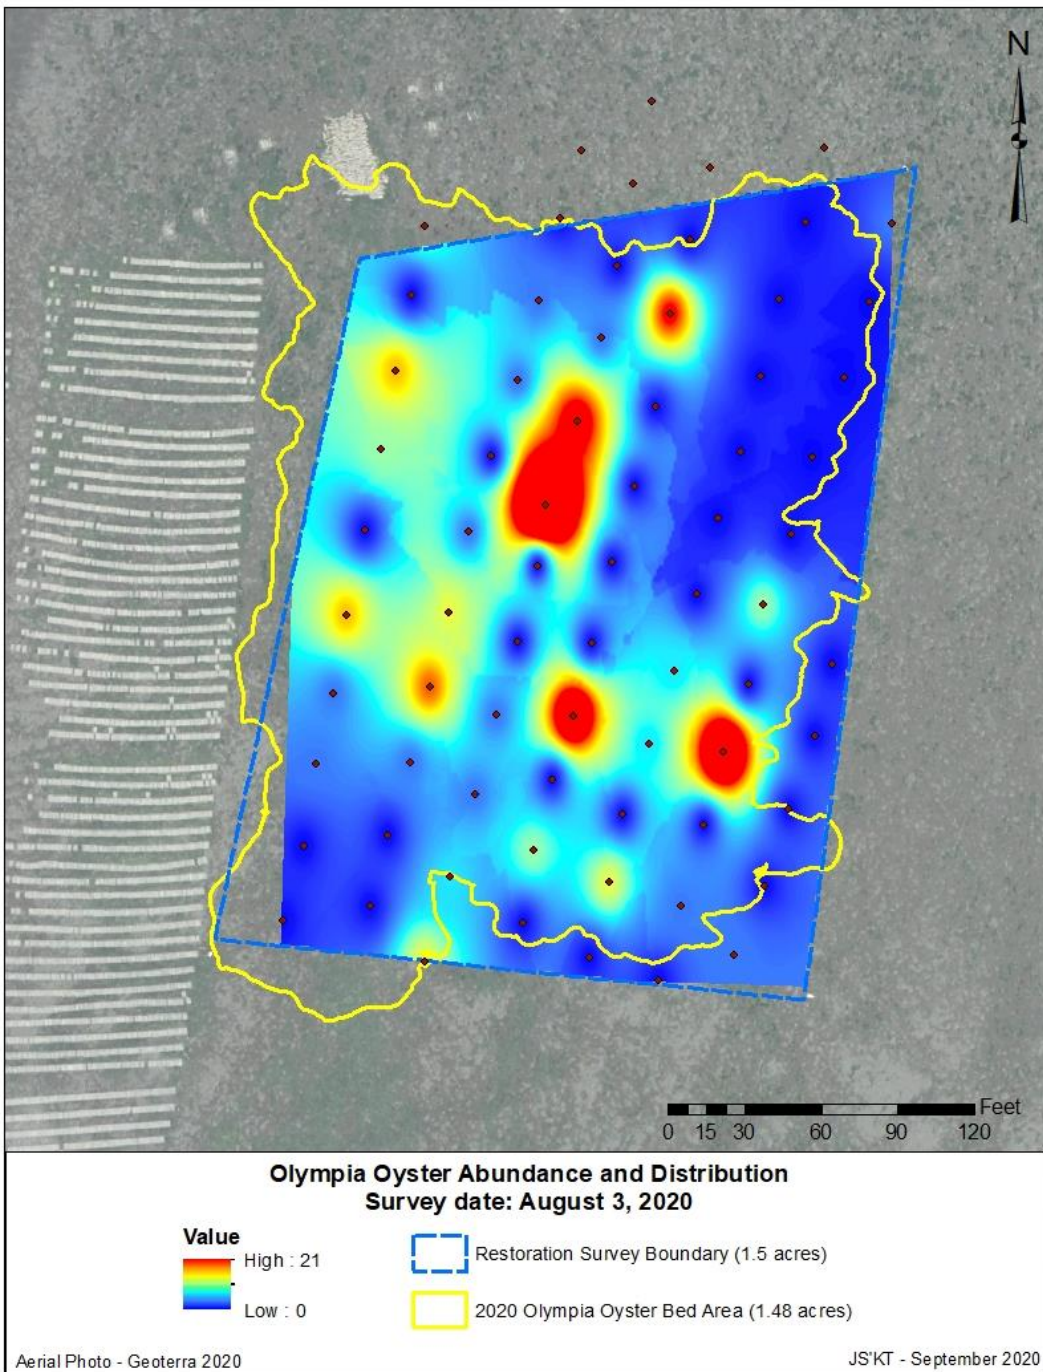 N
Feet
0 15 30 60 90 120
Olympia Oyster Abundance and Distribution
Survey date: August 3, 2020
Value
High : 21
Low : 0
Restoration Survey Boundary (1.5 acres)
2020 Olympia Oyster Bed Area (1.48 acres)
Aerial Photo - Geoterra 2020
JS'KT - September 2020